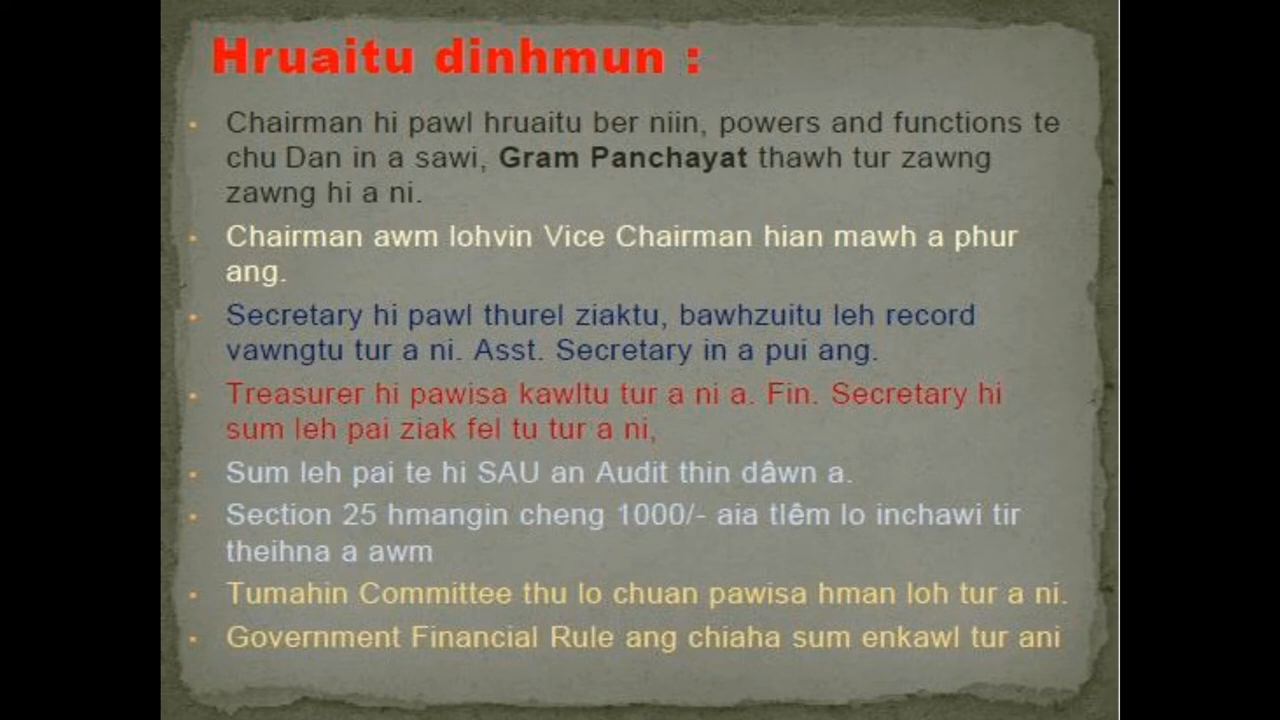 Hruaitu dinhmun :
• Chairman hi pawl hruaitu ber niin, powers and functions te
chu Dan in a sawi, Gram Panchayat thawh tur zawng
zawng hi a ni.
• Chairman awm lohvin Vice Chairman hian mawh a phur
ang.
• Secretary hi pawl thurel ziaktu, bawhzuitu leh record
vawngtu tur a ni. Asst. Secretary in a pui ang.
• Treasurer hi pawisa kawltu tur a ni a. Fin. Secretary hi
sum leh pai ziak fel tu tur a ni,
• Sum leh pai te hi SAU an Audit thin dâwn a.
• Section 25 hmangin cheng 1000/- aia tlêm lo inchawi tir
theihna a awm
• Tumahin Committee thu lo chuan pawisa hman loh tur a ni.
• Government Financial Rule ang chiaha sum enkawl tur ani